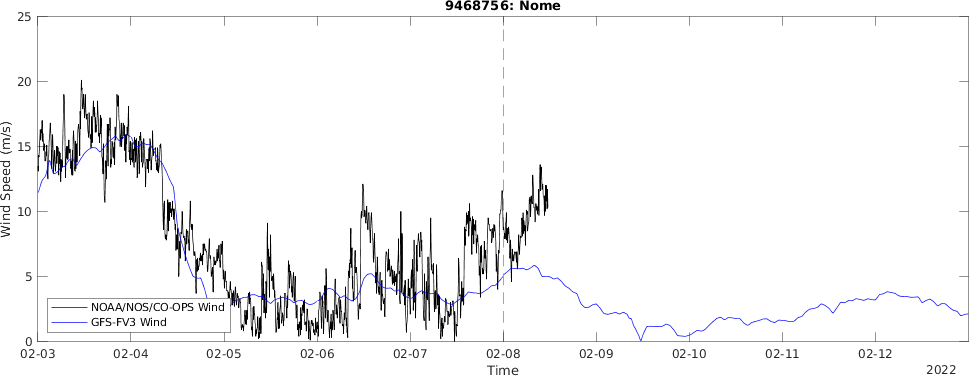 9468756: Nome
25
20
15
10
5
0
Wind Speed (m/s)
NOAA/NOS/CO-OPS Wind
GFS-FV3 Wind
02-03 02-04 02-05 02-06 02-07 02-08 02-09 02-10 02-11 02-12
Time
2022